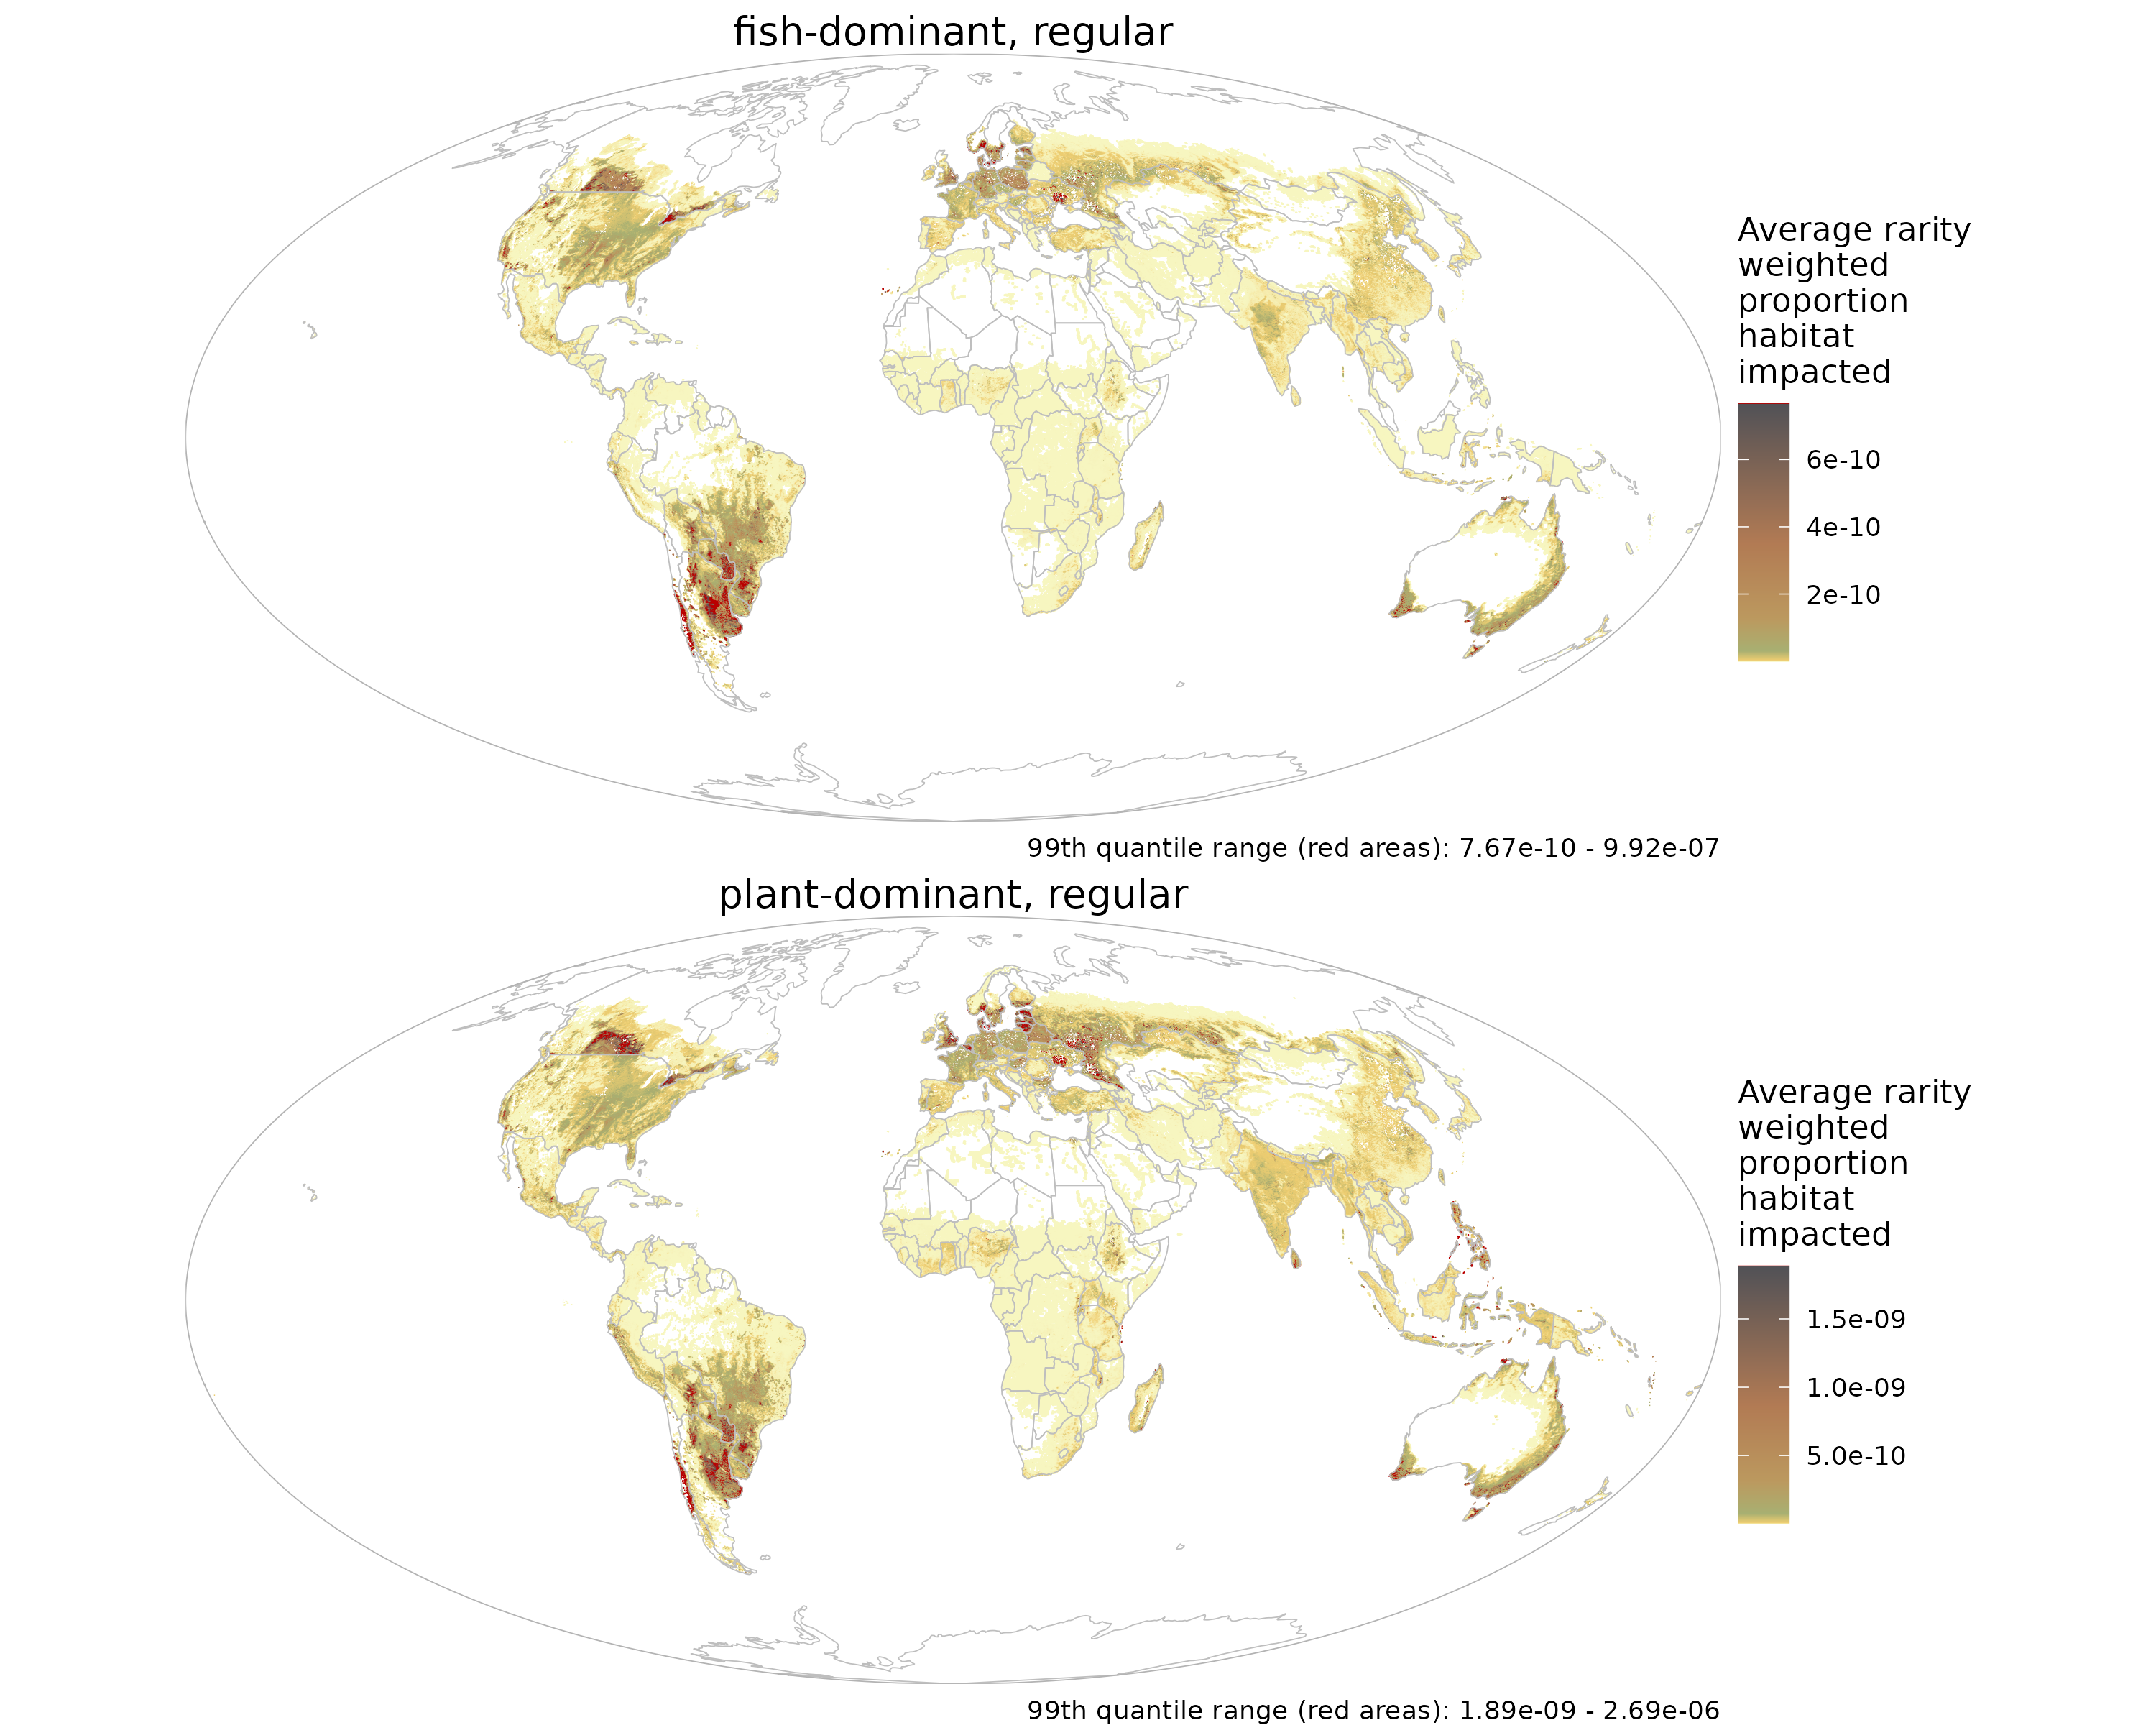 fish-dominant, regular
Average rarity
weighted
proportion
habitat
impacted
6e-10
4e-10
2e-10
99th quantile range (red areas): 7.67e-10 - 9.92e-07
plant-dominant, regular
Average rarity
weighted
proportion
habitat
impacted
1.5e-09
1.0e-09
5.0e-10
99th quantile range (red areas): 1.89e-09 - 2.69e-06